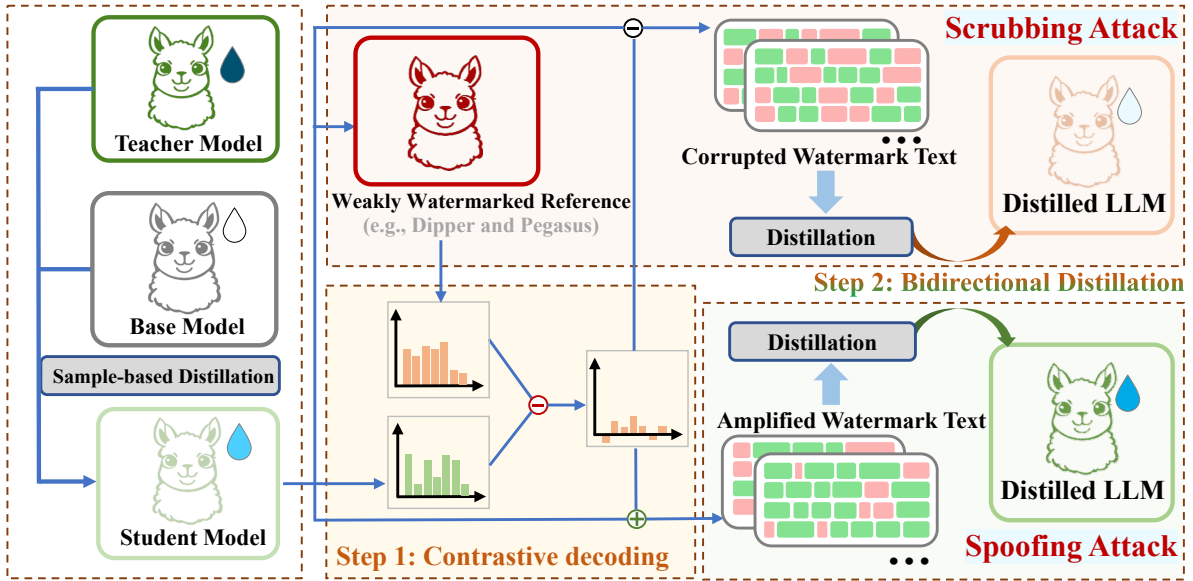 Teacher Model
Base Model
Sample-based Distillation
Student Model
Weakly Watermarked Reference
(e.g., Dipper and Pegasus)
Step 1: Contrastive decoding
Scrubbing Attack
Corrupted Watermark Text
Distillation
Distilled LLM
Step 2: Bidirectional Distillation
Distillation
Amplified Watermark Text
Distilled LLM
Spoofing Attack